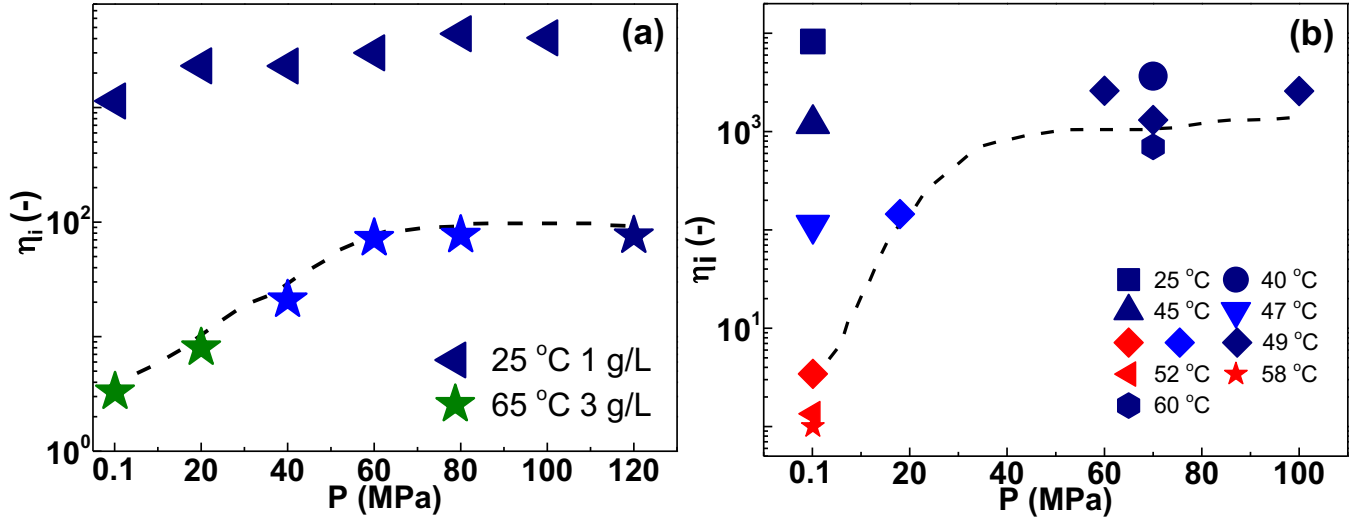 (a)
η_i (-)
10^2
10^0
0.1 20 40 60 80 100 120
P (MPa)
25 °C 1 g/L
65 °C 3 g/L
(b)
ηi (-)
10^3
10^1
0.1 20 40 60 80 100
P (MPa)
25 °C 40 °C
45 °C 47 °C
49 °C
52 °C 58 °C
60 °C